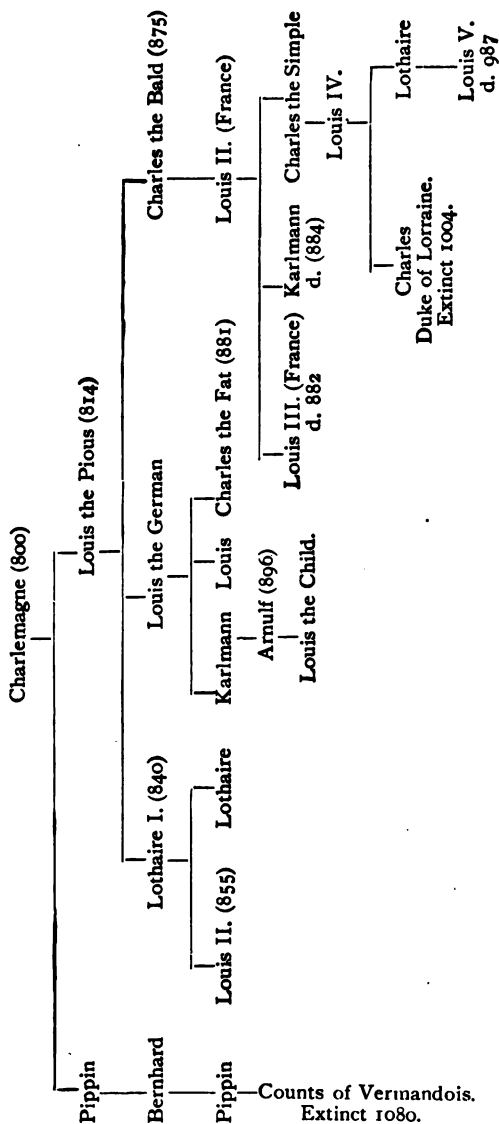 Charlemagne (800)
Pippin
Louis the Pious (814)
Bernhard
Lothaire I. (840)
Louis the German
Charles the Bald (875)
Pippin
Louis II. (855)
Lothaire
Karlmann
Louis
Charles the Fat (881)
Louis II. (France)
Counts of Vermandois.
Extinct 1080.
Arnulf (896)
Louis the Child.
Louis III. (France)
d. 882
Karlmann
d. (884)
Charles the Simple
Louis IV.
Charles
Duke of Lorraine.
Extinct 1004.
Lothaire
Louis V.
d. 987